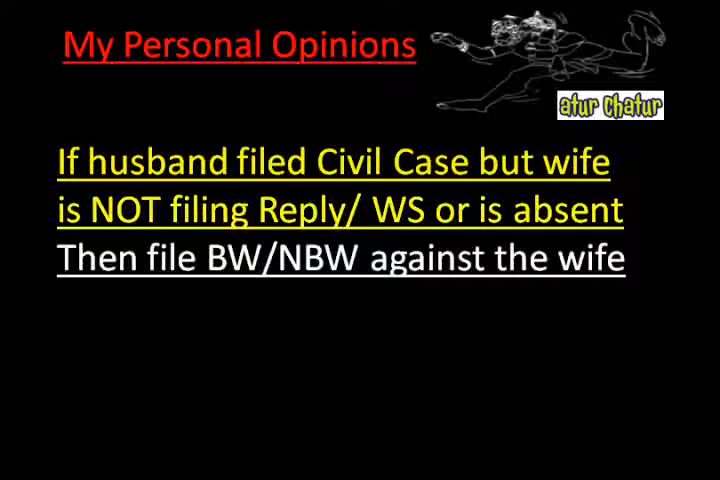 My Personal Opinions
atur Chatur
If husband filed Civil Case but wife
is NOT filing Reply/ WS or is absent
Then file BW/NBW against the wife